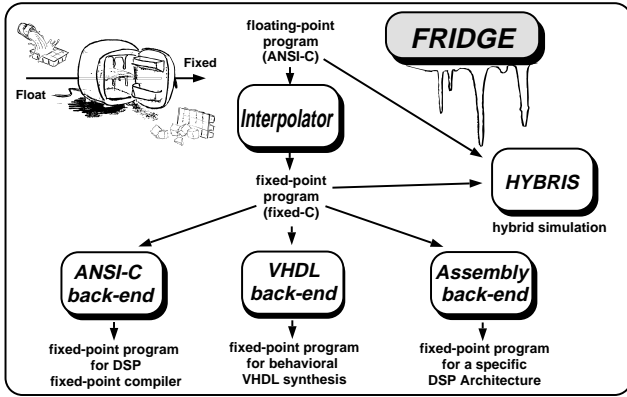 floating-point
program
(ANSI-C)
FRIDGE
Fixed
Float
Interpolator
fixed-point
program
(fixed-C)
HYBRIS
hybrid simulation
ANSI-C
back-end
VHDL
back-end
Assembly
back-end
fixed-point program
for DSP
fixed-point compiler
fixed-point program
for behavioral
VHDL synthesis
fixed-point program
for a specific
DSP Architecture